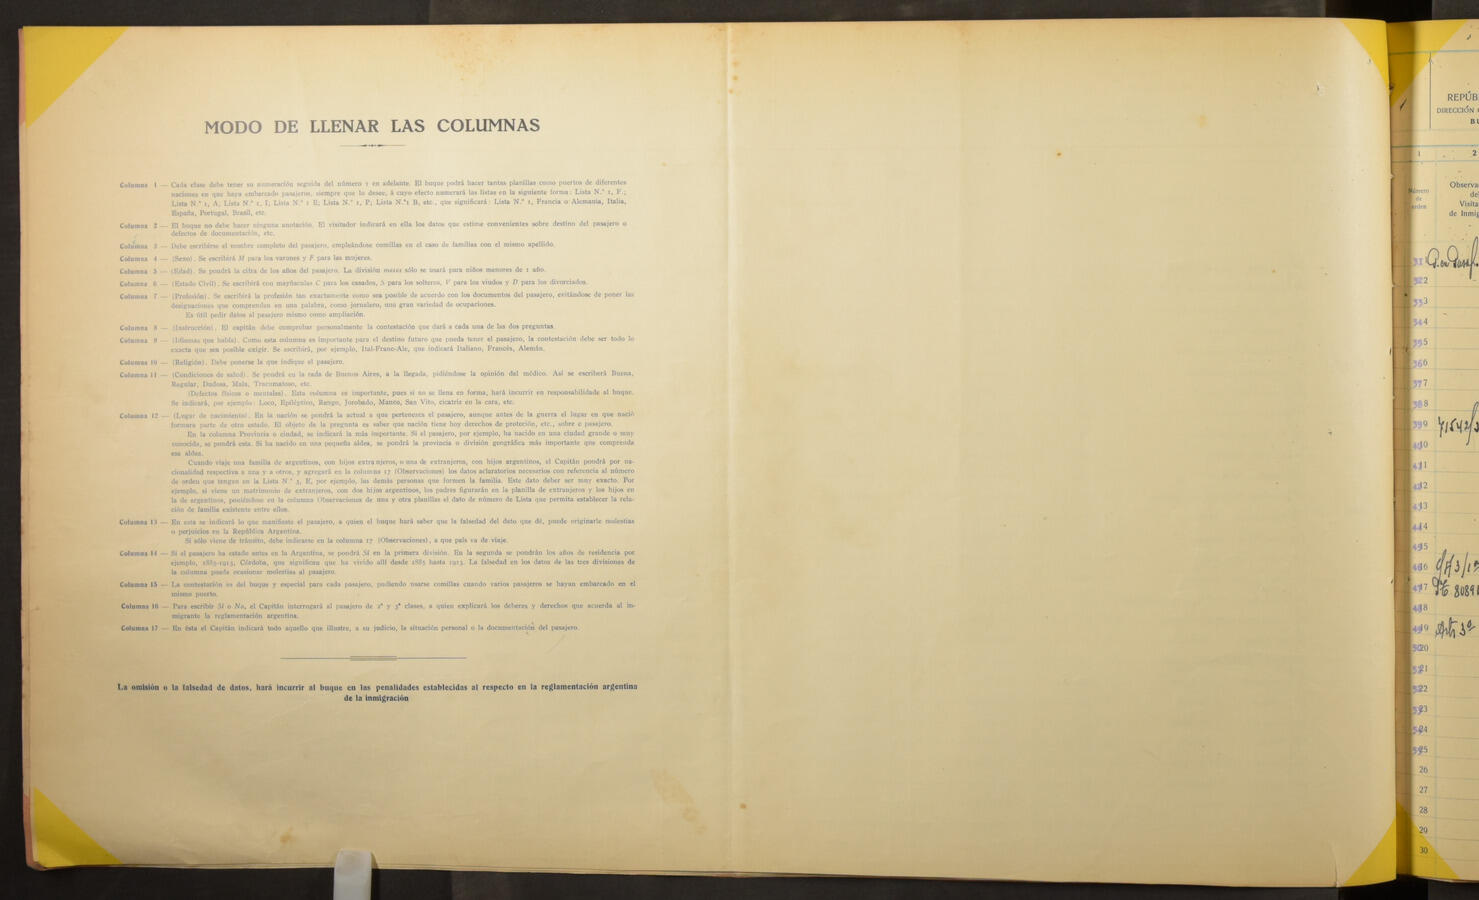 MODO DE LLENAR LAS COLUMNAS
Columna 1 — Cada clase debe tener su numeración seguida del número 1 en adelante. El buque podrá hacer tantas planillas como puertos de diferentes
naciones en que haya embarcado pasajeros, siempre que lo desee, á cuyo efecto numerará las listas en la siguiente forma: Lista N.° 1, F.;
Lista N.° 1, A; Lista N.° 1, I; Lista N.° 1 E; Lista N.° 1, P; Lista N.°1 B, etc., que significará: Lista N.° 1, Francia o Alemania, Italia,
España, Portugal, Brasil, etc.
Columna 2 — El buque no debe hacer ninguna anotación. El visitador indicará en ella los datos que estime convenientes sobre destino del pasajero o
defectos de documentación, etc.
Columna 3 — Debe escribirse el nombre completo del pasajero, empleándose comillas en el caso de familias con el mismo apellido.
Columna 4 — (Sexo). Se escribirá M para los varones y F para las mujeres.
Columna 5 — (Edad). Se pondrá la cifra de los años del pasajero. La división meses sólo se usará para niños menores de 1 año.
Columna 6 — (Estado Civil). Se escribirá con mayúsculas C para los casados, S para los solteros, V para los viudos y D para los divorciados.
Columna 7 — (Profesión). Se escribirá la profesión tan exactamente como sea posible de acuerdo con los documentos del pasajero, evitándose de poner las
designaciones que comprenden en una palabra, como jornalero, una gran variedad de ocupaciones.
Es útil pedir datos al pasajero mismo como ampliación.
Columna 8 — (Instrucción). El capitán debe comprobar personalmente la contestación que dará a cada una de las dos preguntas.
Columna 9 — (Idiomas que habla). Como esta columna es importante para el destino futuro que pueda tener el pasajero, la contestación debe ser todo lo
exacta que sea posible exigir. Se escribirá, por ejemplo, Ital-Franc-Ale, que indicará Italiano, Francés, Alemán.
Columna 10 — (Religión). Debe ponerse la que indique el pasajero.
Columna 11 — (Condiciones de salud). Se pondrá en la rada de Buenos Aires, a la llegada, pidiéndose la opinión del médico. Así se escribirá Buena,
Regular, Dudosa, Mala, Tracumatoso, etc.
(Defectos físicos o mentales). Esta columna es importante, pues si no se llena en forma, hará incurrir en responsabilidad al buque.
Se indicará, por ejemplo: Loco, Epiléptico, Rengo, Jorobado, Manco, San Vito, cicatriz en la cara, etc.
Columna 12 — (Lugar de nacimiento). En la nación se pondrá la actual a que pertenezca el pasajero, aunque antes de la guerra el lugar en que nació
formara parte de otro estado. El objeto de la pregunta es saber que nación tiene hoy derechos de proteción, etc., sobre e pasajero.
En la columna Provincia o ciudad, se indicará la más importante. Si el pasajero, por ejemplo, ha nacido en una ciudad grande o muy
conocida, se pondrá esta. Si ha nacido en una pequeña aldea, se pondrá la provincia o división geográfica más importante que comprenda
esa aldea.
Cuando viaje una familia de argentinos, con hijos extranjeros, o una de extranjeros, con hijos argentinos, el Capitán pondrá por na-
cionalidad respectiva a una y a otros, y agregará en la columna 17 (Observaciones) los datos aclaratorios necesarios con referencia al número
de orden que tengan en la Lista N.° 3, E, por ejemplo, las demás personas que formen la familia. Este dato deber ser muy exacto. Por
ejemplo, si viene un matrimonio de extranjeros, con dos hijos argentinos, los padres figurarán en la planilla de extranjeros y los hijos en
la de argentinos, poniéndose en la columna Observaciones de una y otra planillas el dato de número de Lista que permita establecer la rela-
ción de familia existente entre ellos.
Columna 13 — En esta se indicará lo que manifieste el pasajero, a quien el buque hará saber que la falsedad del dato que dé, puede originarle molestias
o perjuicios en la República Argentina.
Si sólo viene de tránsito, debe indicarse en la columna 17 (Observaciones), a que país va de viaje.
Columna 14 — Si el pasajero ha estado antes en la Argentina, se pondrá Sí en la primera división. En la segunda se pondrán los años de residencia por
ejemplo, 1885-1913, Córdoba, que significan que ha vivido allí desde 1885 hasta 1913. La falsedad en los datos de las tres divisiones de
la columna puede ocasionar molestias al pasajero.
Columna 15 — La contestación es del buque y especial para cada pasajero, pudiendo usarse comillas cuando varios pasajeros se hayan embarcado en el
mismo puerto.
Columna 16 — Para escribir Sí o No, el Capitán interrogará al pasajero de 2ª y 3ª clases, a quien explicará los deberes y derechos que acuerda al in-
migrante la reglamentación argentina.
Columna 17 — En ésta el Capitán indicará todo aquello que ilustre, a su judicio, la situación personal o la documentación del pasajero.
La omisión o la falsedad de datos, hará incurrir al buque en las penalidades establecidas al respecto en la reglamentación argentina
de la inmigración
REPÚB
DIRECCIÓN
BU
1 2
Número de orden
Observa
de
Visita
de Inmig
26
27
28
29
30